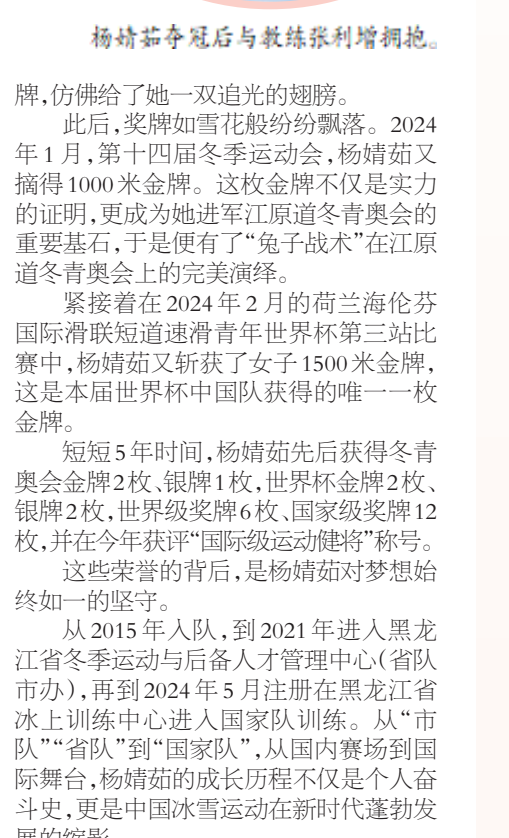 杨婧茹夺冠后与教练张利增拥抱。
牌,仿佛给了她一双追光的翅膀。
此后,奖牌如雪花般纷纷飘落。2024
年1月,第十四届冬季运动会,杨婧茹又
摘得1000米金牌。这枚金牌不仅是实力
的证明,更成为她进军江原道冬青奥会的
重要基石,于是便有了“兔子战术”在江原
道冬青奥会上的完美演绎。
紧接着在2024年2月的荷兰海伦芬
国际滑联短道速滑青年世界杯第三站比
赛中,杨婧茹又斩获了女子1500米金牌,
这是本届世界杯中国队获得的唯一一枚
金牌。
短短5年时间,杨婧茹先后获得冬青
奥会金牌2枚、银牌1枚,世界杯金牌2枚、
银牌2枚,世界级奖牌6枚、国家级奖牌12
枚,并在今年获评“国际级运动健将”称号。
这些荣誉的背后,是杨婧茹对梦想始
终如一的坚守。
从2015年入队,到2021年进入黑龙
江省冬季运动与后备人才管理中心(省队
市办),再到2024年5月注册在黑龙江省
冰上训练中心进入国家队训练。从“市
队”“省队”到“国家队”,从国内赛场到国
际舞台,杨婧茹的成长历程不仅是个人奋
斗史,更是中国冰雪运动在新时代蓬勃发
展的缩影